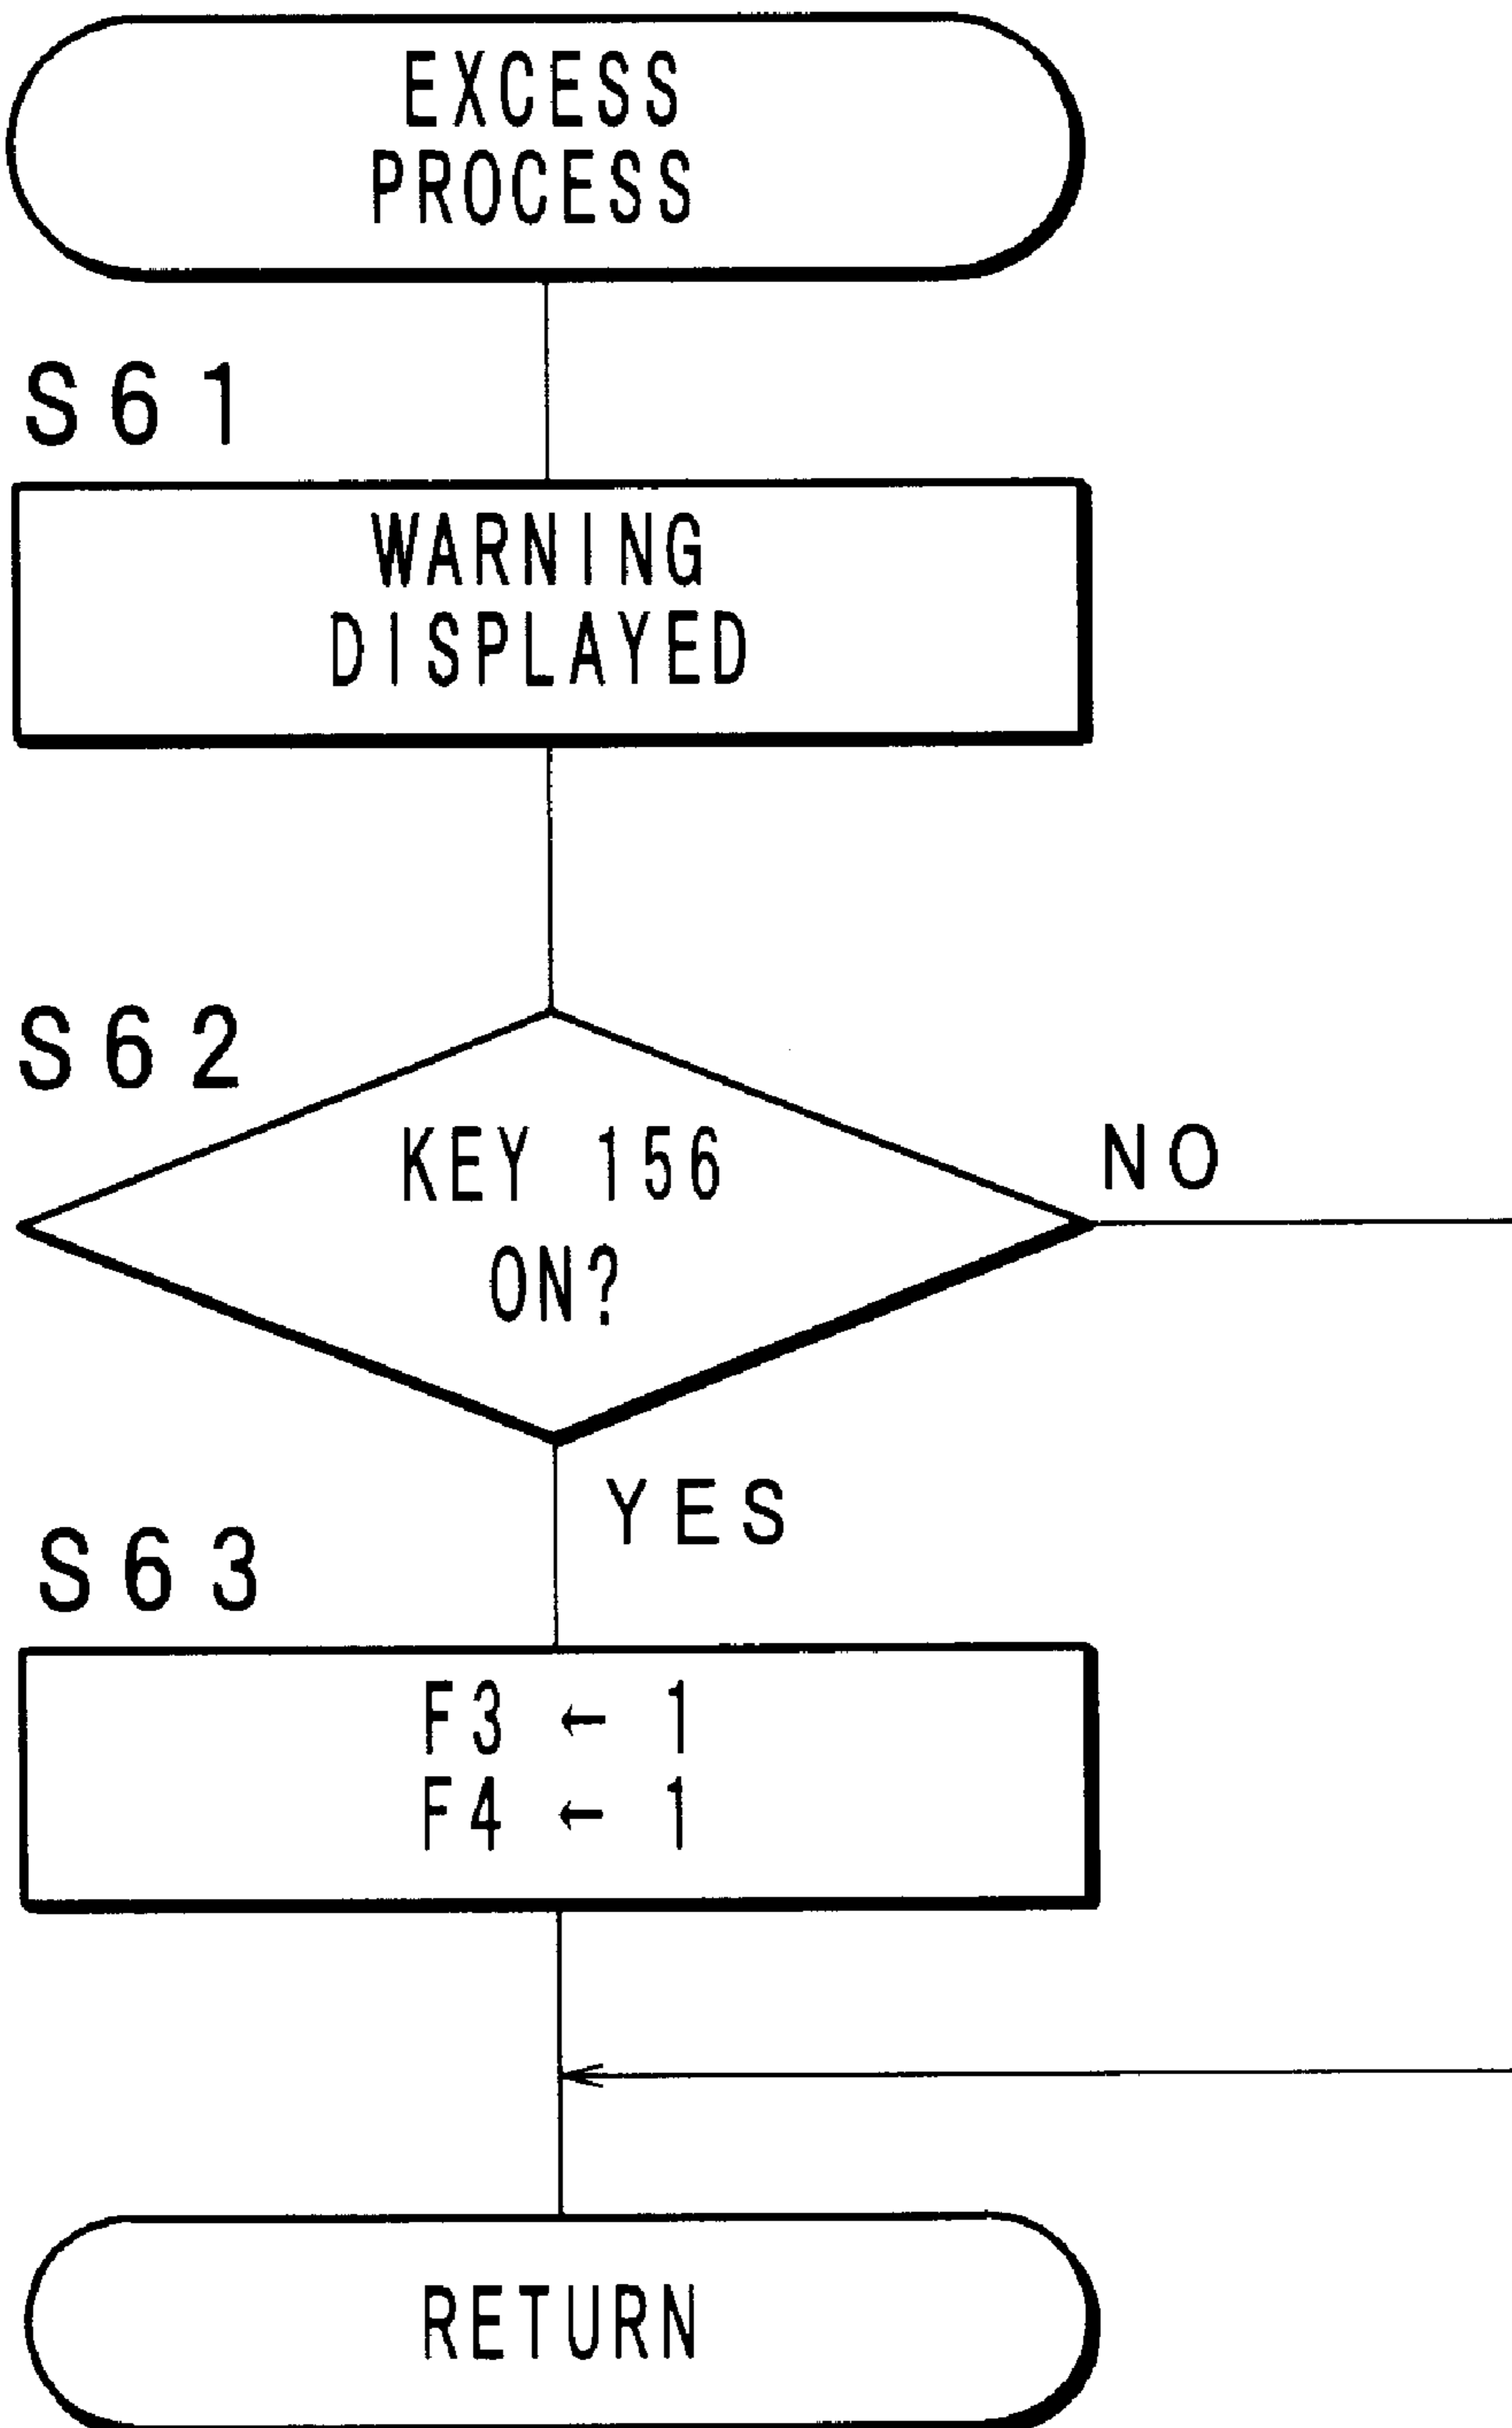 EXCESS
PROCESS
S61
WARNING
DISPLAYED
S62
KEY 156
ON?
NO
YES
S63
F3 ← 1
F4 ← 1
RETURN